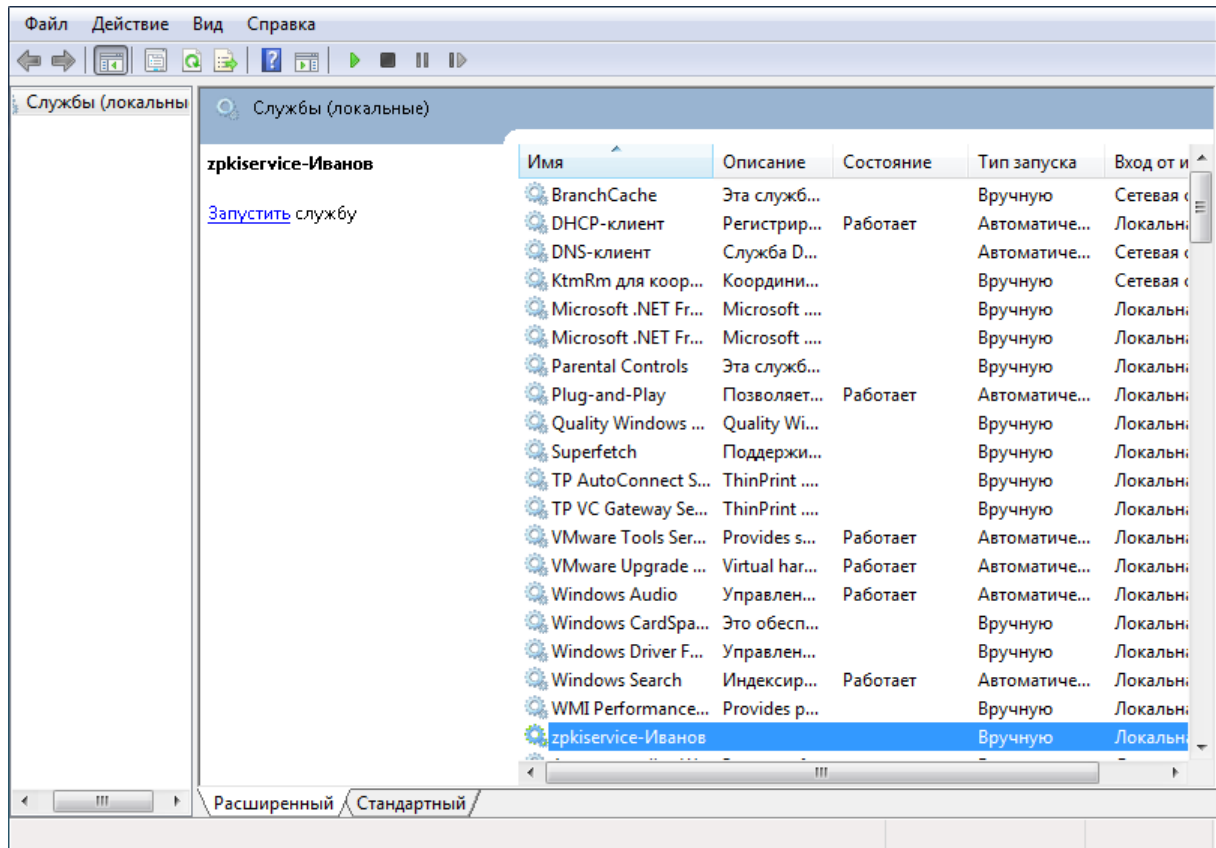 Файл Действие Вид Справка
Службы (локальны
Службы (локальные)
zpkiservice-Иванов
Запустить службу
Имя Описание Состояние Тип запуска Вход от и
BranchCache Эта служб... Вручную Сетевая с
DHCP-клиент Регистрир... Работает Автоматиче... Локальна
DNS-клиент Служба D... Автоматиче... Сетевая с
KtmRm для коор... Координи... Вручную Сетевая с
Microsoft .NET Fr... Microsoft .... Вручную Локальна
Microsoft .NET Fr... Microsoft .... Вручную Локальна
Parental Controls Эта служб... Вручную Локальна
Plug-and-Play Позволяет... Работает Автоматиче... Локальна
Quality Windows ... Quality Wi... Вручную Локальна
Superfetch Поддержи... Вручную Локальна
TP AutoConnect S... ThinPrint .... Вручную Локальна
TP VC Gateway Se... ThinPrint .... Вручную Локальна
VMware Tools Ser... Provides s... Работает Автоматиче... Локальна
VMware Upgrade ... Virtual har... Работает Автоматиче... Локальна
Windows Audio Управлен... Работает Автоматиче... Локальна
Windows CardSpa... Это обесп... Вручную Локальна
Windows Driver F... Управлен... Вручную Локальна
Windows Search Индексир... Работает Автоматиче... Локальна
WMI Performance... Provides p... Вручную Локальна
zpkiservice-Иванов Вручную Локальна
Расширенный Стандартный